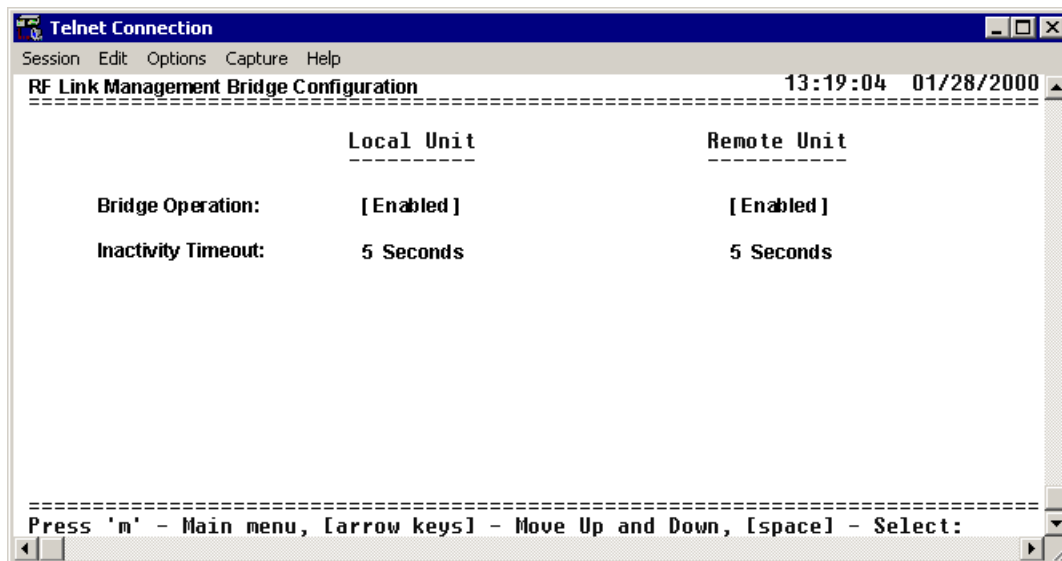 Telnet Connection
Session Edit Options Capture Help
RF Link Management Bridge Configuration 13:19:04 01/28/2000
================================================================================
Local Unit Remote Unit
---------- -----------
Bridge Operation: [Enabled] [Enabled]
Inactivity Timeout: 5 Seconds 5 Seconds
================================================================================
Press 'm' - Main menu, [arrow keys] - Move Up and Down, [space] - Select: